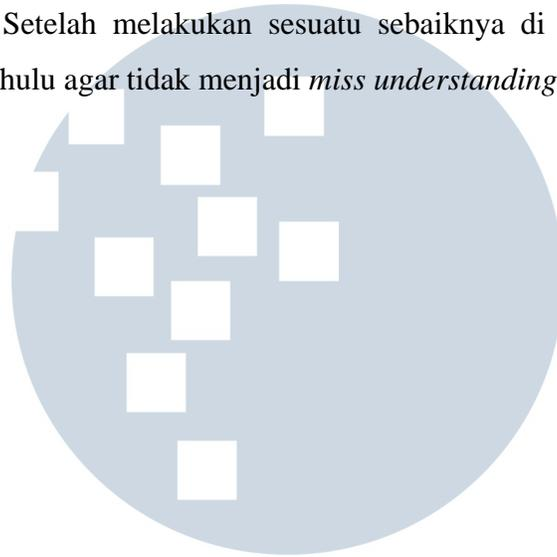 Setelah melakukan sesuatu sebaiknya di
hulu agar tidak menjadi miss understanding